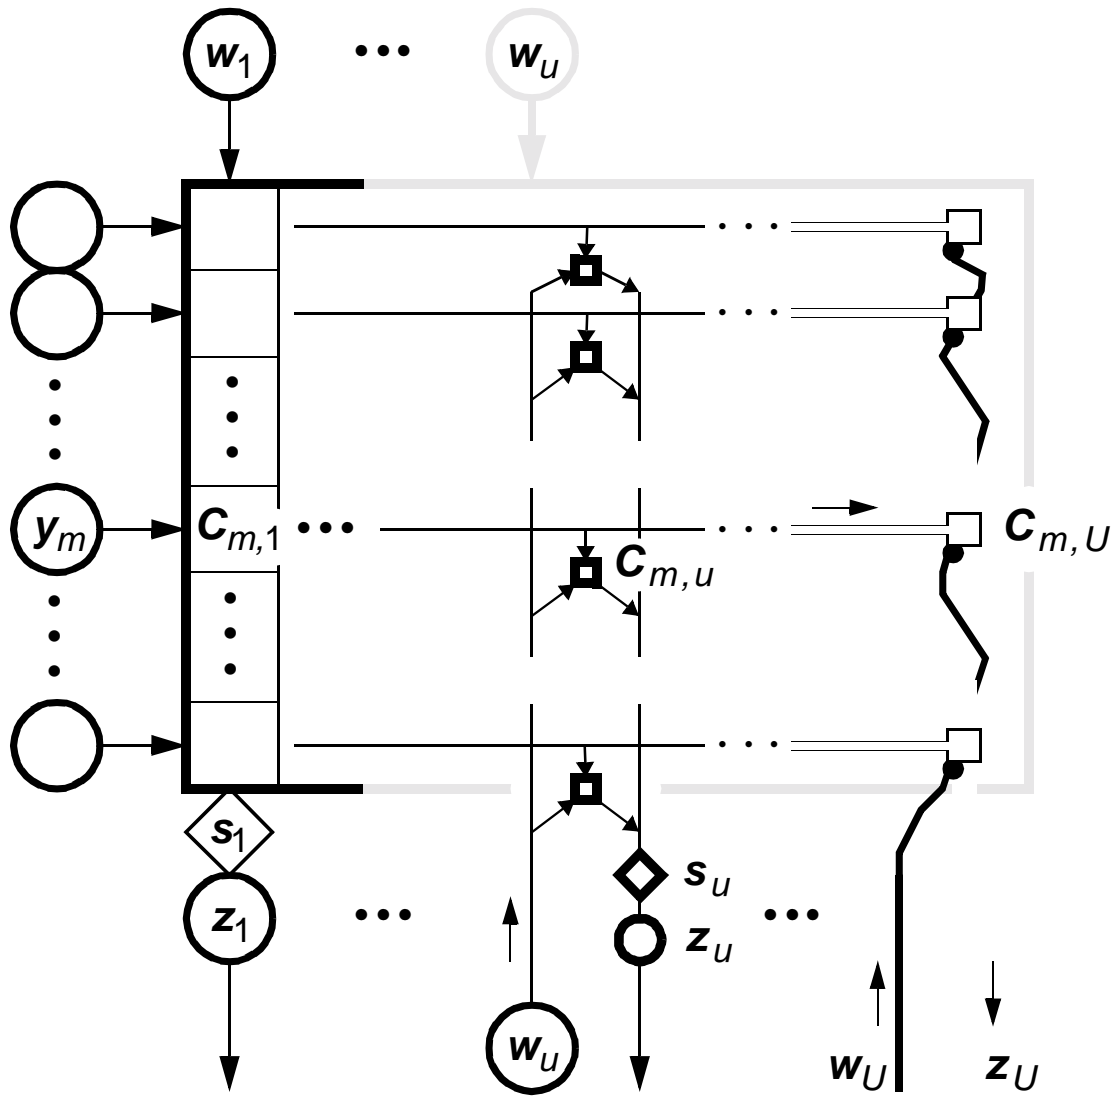 w1 ••• wu
ym Cm,1 ••• Cm,u Cm,U
s1 su
z1 ••• zu •••
wu wU zU